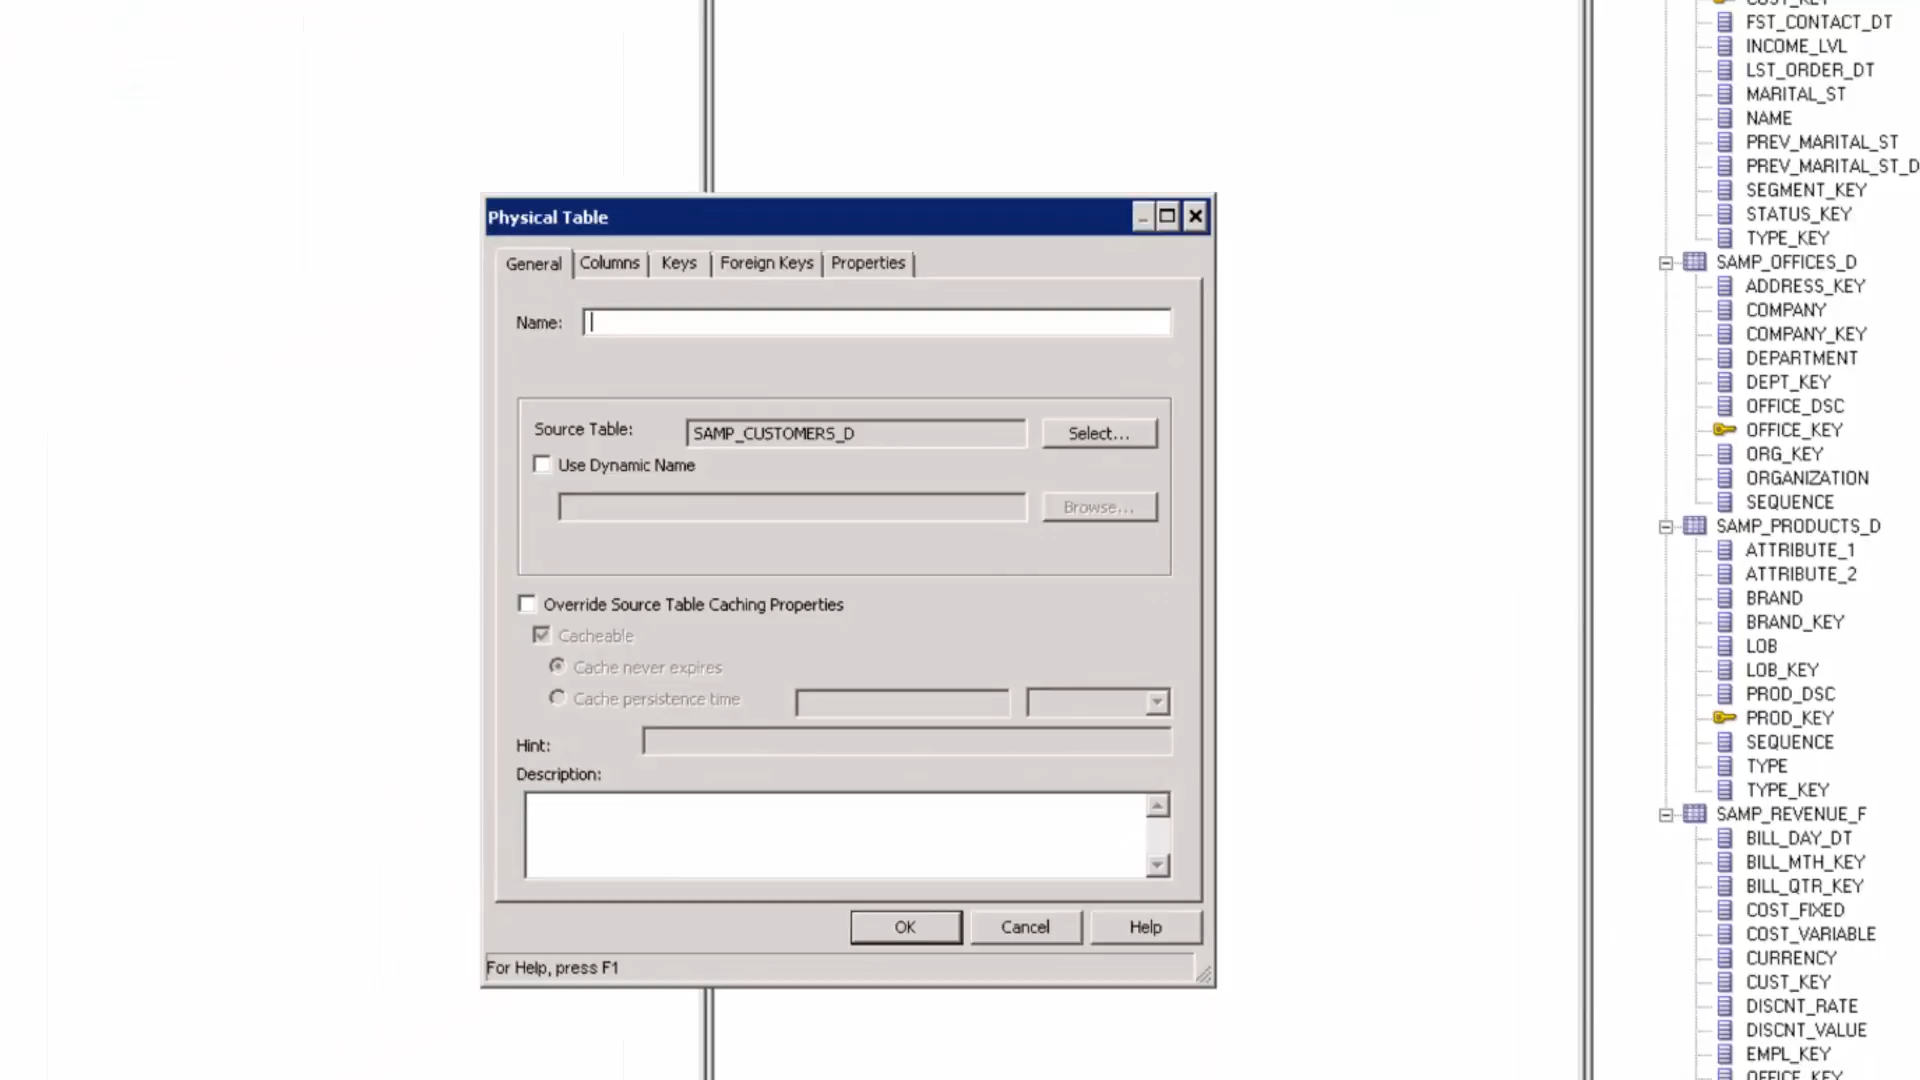 Physical Table
General
Columns
Keys
Foreign Keys
Properties
Name:
Source Table:
SAMP_CUSTOMERS_D
Select...
Use Dynamic Name
Browse...
Override Source Table Caching Properties
Cacheable
Cache never expires
Cache persistence time
Hint:
Description:
OK
Cancel
Help
For Help, press F1
FST_CONTACT_DT
INCOME_LVL
LST_ORDER_DT
MARITAL_ST
NAME
PREV_MARITAL_ST
PREV_MARITAL_ST_D
SEGMENT_KEY
STATUS_KEY
TYPE_KEY
SAMP_OFFICES_D
ADDRESS_KEY
COMPANY
COMPANY_KEY
DEPARTMENT
DEPT_KEY
OFFICE_DSC
OFFICE_KEY
ORG_KEY
ORGANIZATION
SEQUENCE
SAMP_PRODUCTS_D
ATTRIBUTE_1
ATTRIBUTE_2
BRAND
BRAND_KEY
LOB
LOB_KEY
PROD_DSC
PROD_KEY
SEQUENCE
TYPE
TYPE_KEY
SAMP_REVENUE_F
BILL_DAY_DT
BILL_MTH_KEY
BILL_QTR_KEY
COST_FIXED
COST_VARIABLE
CURRENCY
CUST_KEY
DISCNT_RATE
DISCNT_VALUE
EMPL_KEY
OFFICE_KEY